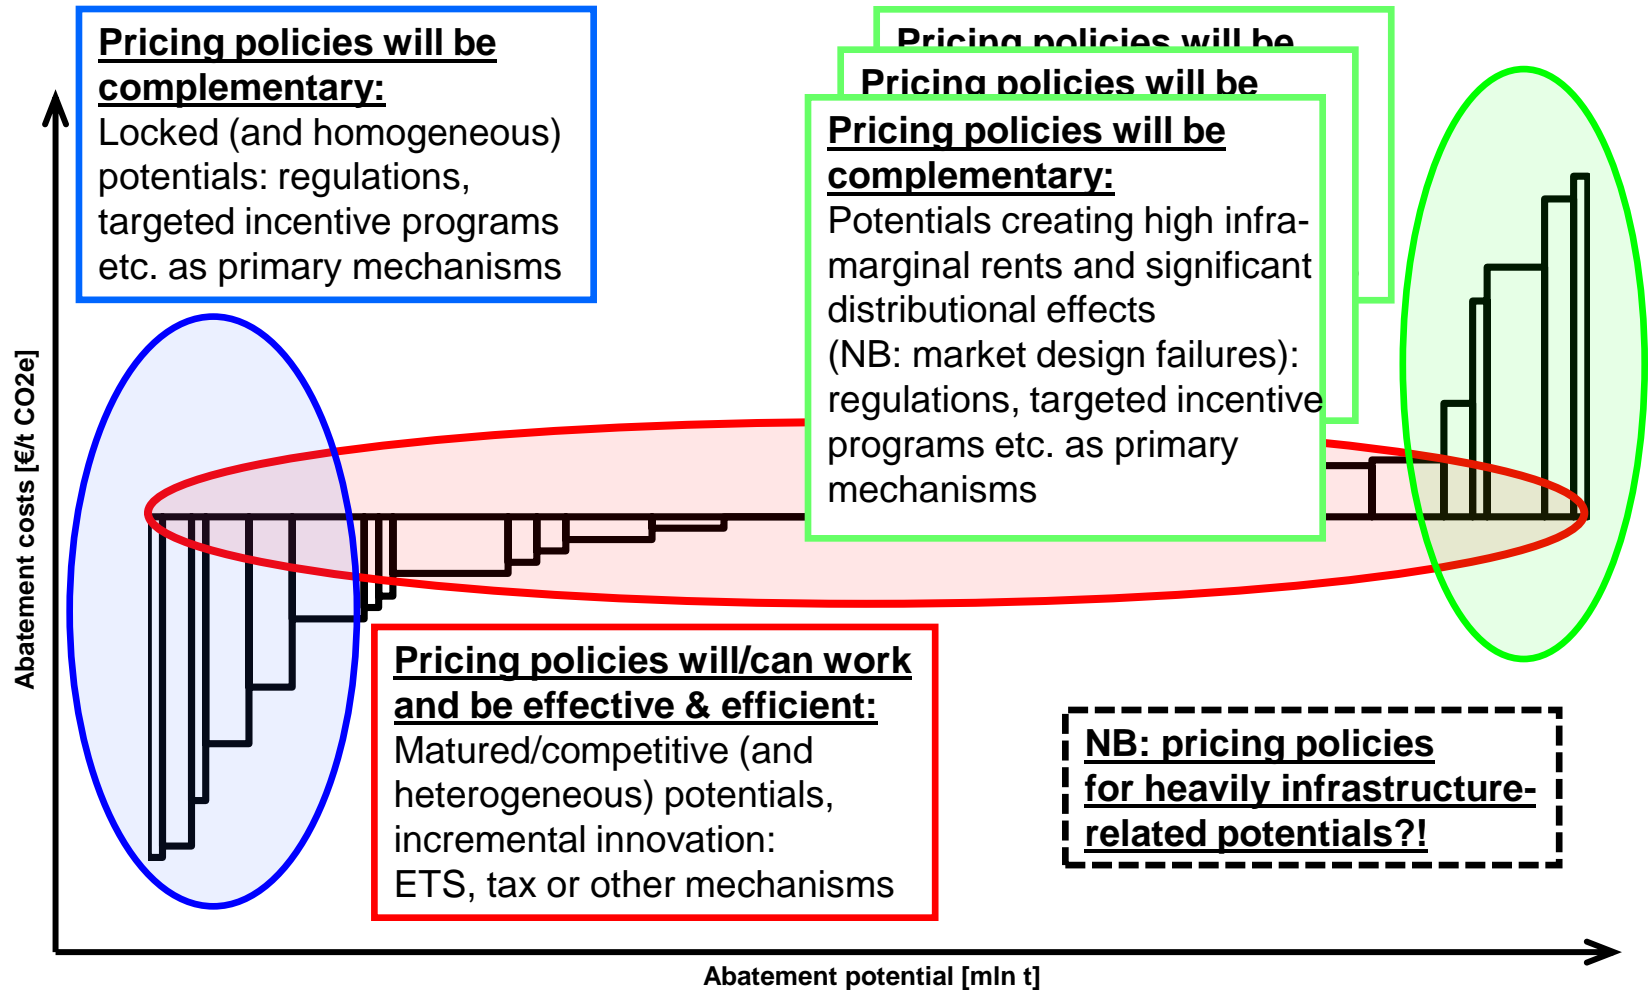 Pricing policies will be
complementary:
Locked (and homogeneous)
potentials: regulations,
targeted incentive programs
etc. as primary mechanisms
Pricing policies will be
Pricing policies will be
Pricing policies will be
complementary:
Potentials creating high infra-
marginal rents and significant
distributional effects
(NB: market design failures):
regulations, targeted incentive
programs etc. as primary
mechanisms
Abatement costs [€/t CO2e]
Pricing policies will/can work
and be effective & efficient:
Matured/competitive (and
heterogeneous) potentials,
incremental innovation:
ETS, tax or other mechanisms
NB: pricing policies
for heavily infrastructure-
related potentials?!
Abatement potential [mln t]